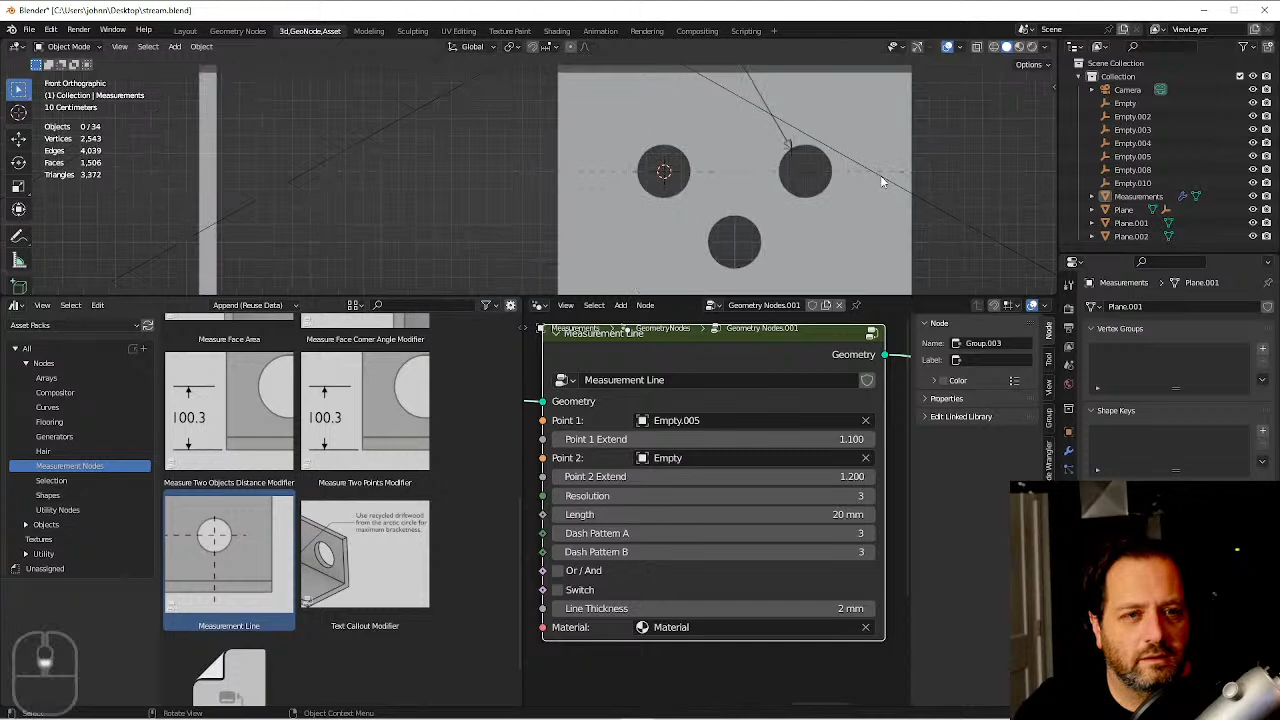 Blender* [C:\Users\johnn\Desktop\stream.blend]
File Edit Render Window Help Layout Geometry Nodes 3d,GeoNode,Asset Modeling Sculpting UV Editing Texture Paint Shading Animation Rendering Compositing Scripting + Scene ViewLayer
Object Mode View Select Add Object Global
Options
Front Orthographic
(1) Collection | Measurements
10 Centimeters
Objects 0 / 34
Vertices 2,543
Edges 4,039
Faces 1,506
Triangles 3,372
Scene Collection
Collection
Camera
Empty
Empty.002
Empty.003
Empty.004
Empty.005
Empty.008
Empty.010
Measurements
Plane
Plane.001
Plane.002
Measurements > Plane.001
Plane.001
Vertex Groups
Shape Keys
View Select Edit Append (Reuse Data)
Asset Packs
All
Nodes
Arrays
Compositor
Curves
Flooring
Generators
Hair
Measurement Nodes
Selection
Shapes
Utility Nodes
Objects
Textures
Utility
Unassigned
Measure Face Area
Measure Face Corner Angle Modifier
100.3
100.3
Measure Two Objects Distance Modifier
Measure Two Points Modifier
Use recycled driftwood
from the arctic circle for
maximum bracketness.
Measurement Line
Text Callout Modifier
View Select Add Node Geometry Nodes.001
Measurements > GeometryNodes > Geometry Nodes.001
Measurement Line
Geometry
Measurement Line
Geometry
Point 1: Empty.005
Point 1 Extend 1.100
Point 2: Empty
Point 2 Extend 1.200
Resolution 3
Length 20 mm
Dash Pattern A 3
Dash Pattern B 3
Or / And
Switch
Line Thickness 2 mm
Material: Material
Node
Name: Group.003
Label:
Color
Properties
Edit Linked Library
Node
Tool
View
Group
Node Wrangler
Select Rotate View Object Context Menu